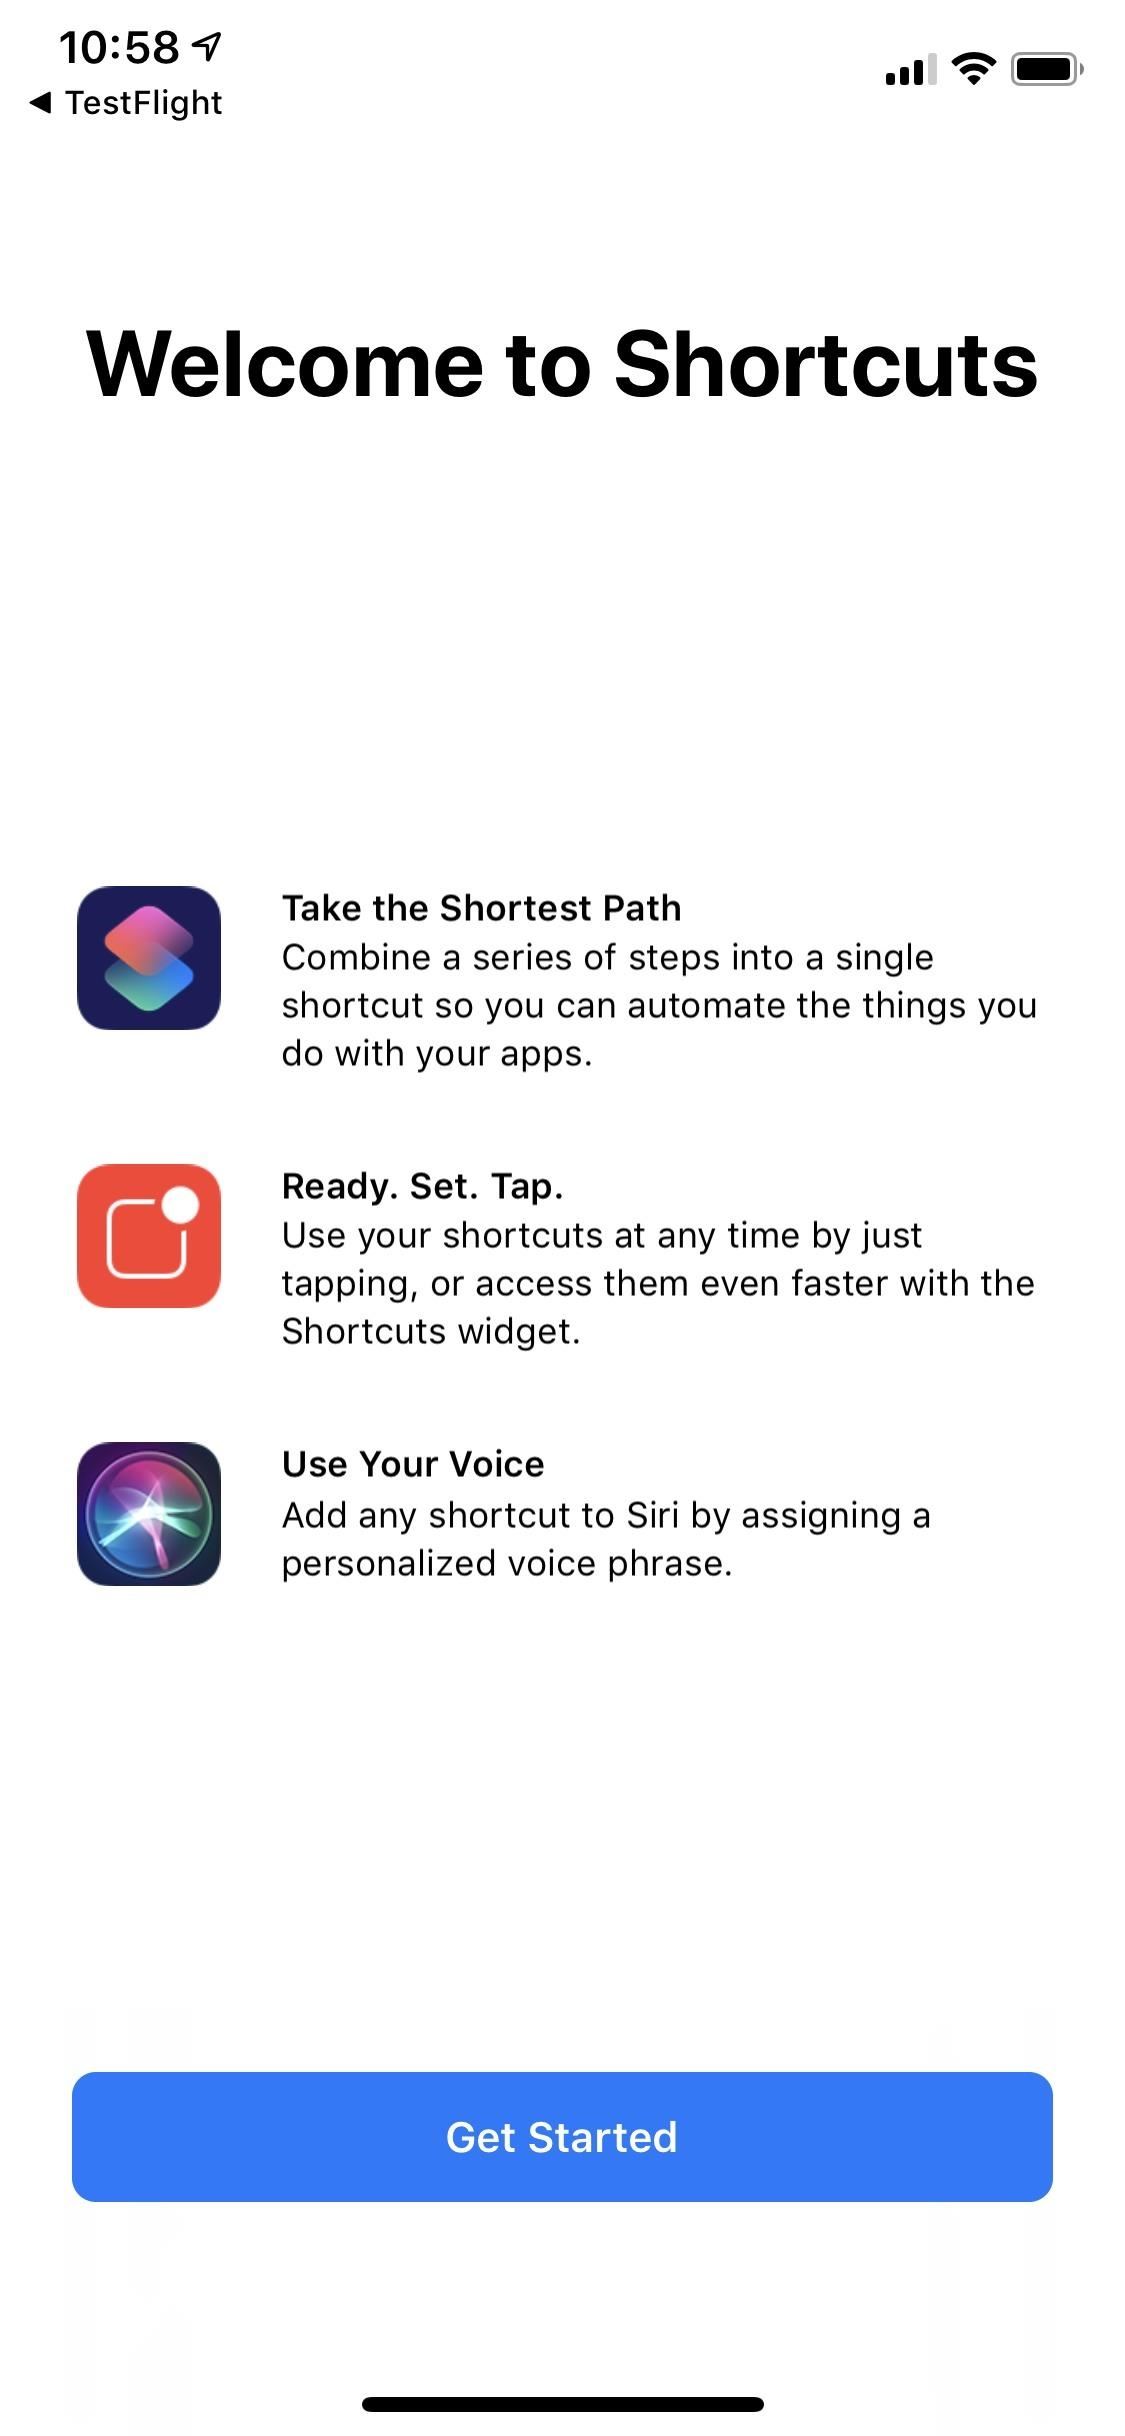 10:58
TestFlight
Welcome to Shortcuts
Take the Shortest Path
Combine a series of steps into a single
shortcut so you can automate the things you
do with your apps.
Ready. Set. Tap.
Use your shortcuts at any time by just
tapping, or access them even faster with the
Shortcuts widget.
Use Your Voice
Add any shortcut to Siri by assigning a
personalized voice phrase.
Get Started